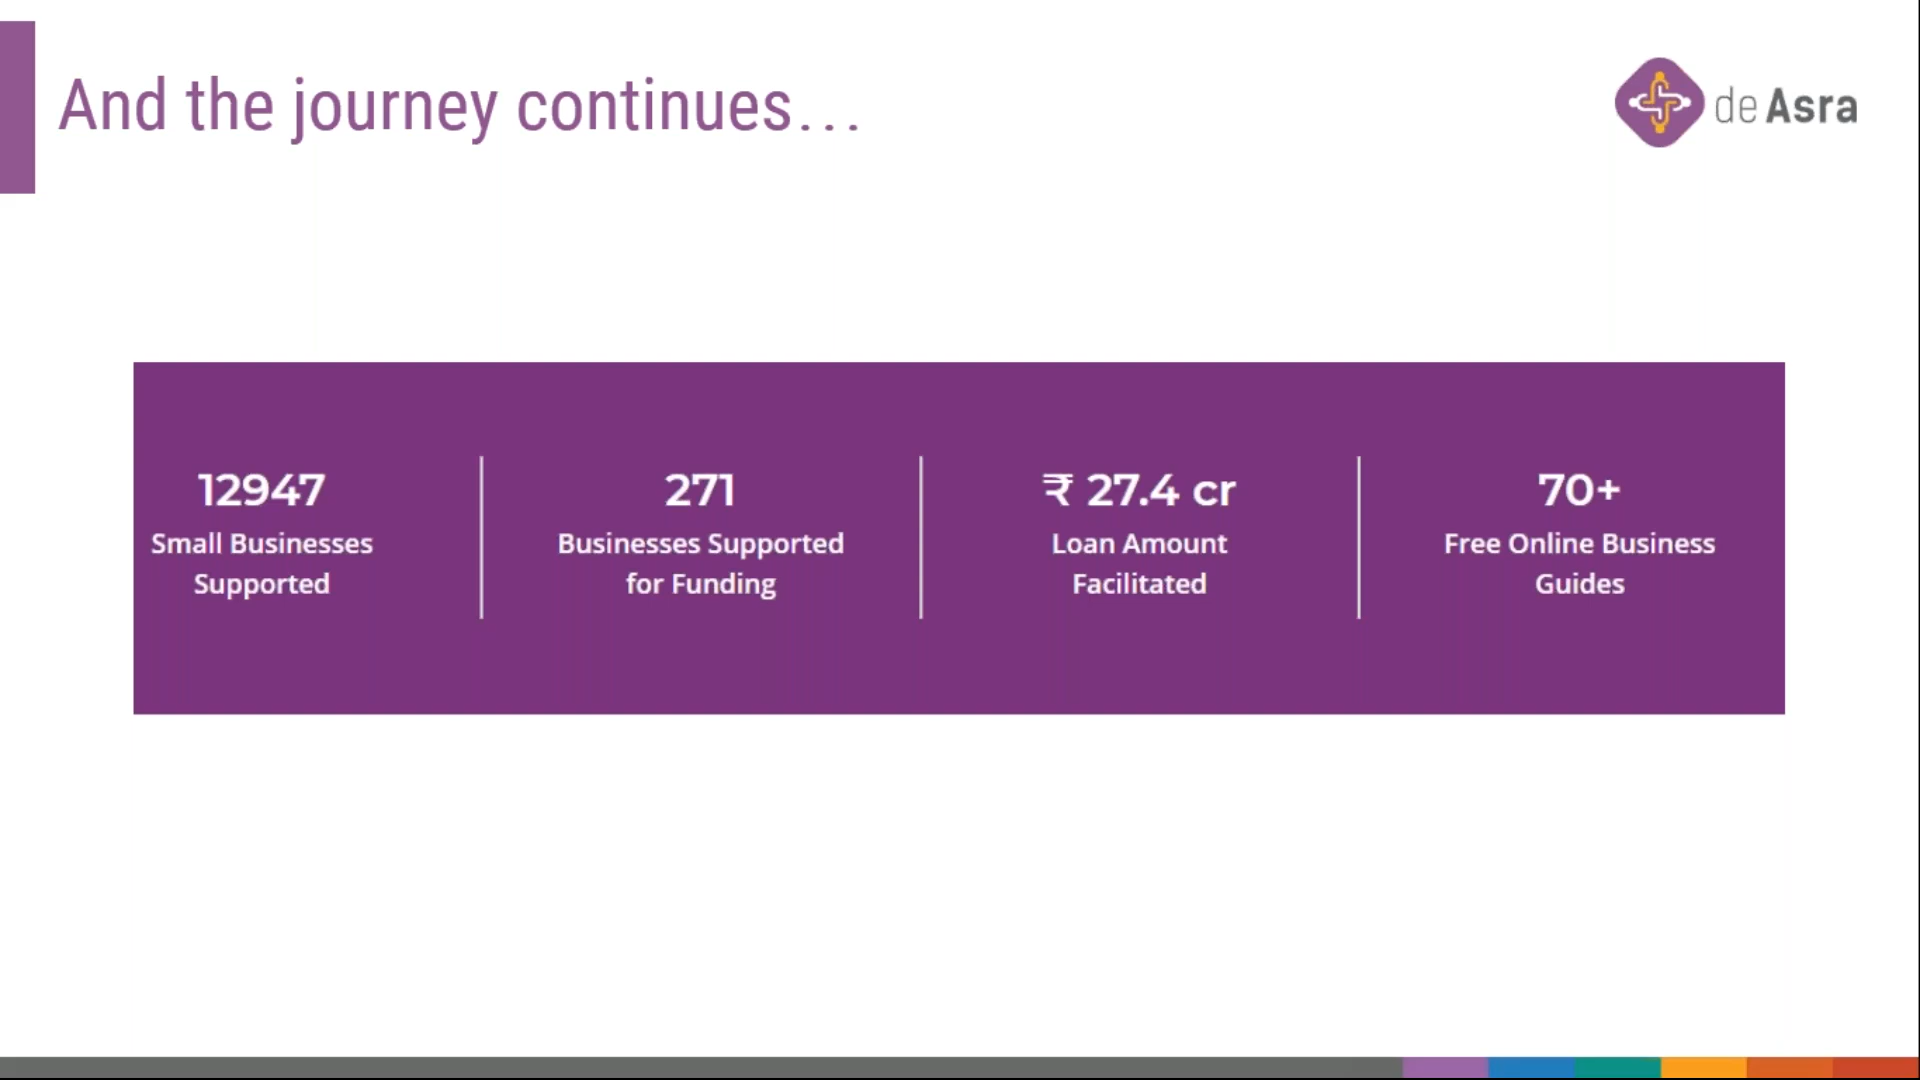 And the journey continues...
de Asra
12947
Small Businesses
Supported
271
Businesses Supported
for Funding
₹ 27.4 cr
Loan Amount
Facilitated
70+
Free Online Business
Guides